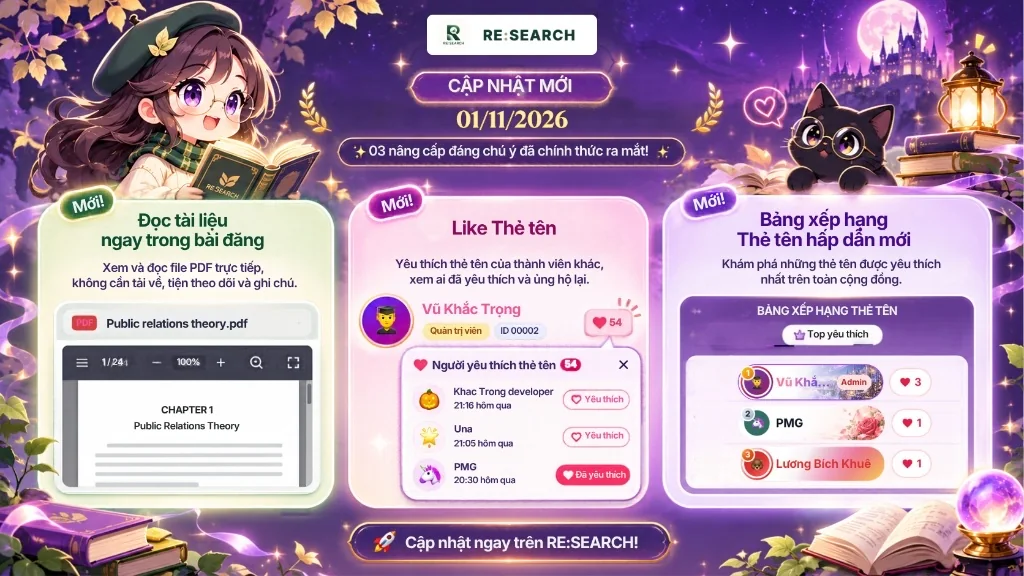 RE:SEARCH
RE:SEARCH
CẬP NHẬT MỚI
01/11/2026
03 nâng cấp đáng chú ý đã chính thức ra mắt!
RE:SEARCH
Mới!
Đọc tài liệu
ngay trong bài đăng
Xem và đọc file PDF trực tiếp,
không cần tải về, tiện theo dõi và ghi chú.
PDF
Public relations theory.pdf
1/24
100%
CHAPTER 1
Public Relations Theory
Mới!
Like Thẻ tên
Yêu thích thẻ tên của thành viên khác,
xem ai đã yêu thích và ủng hộ lại.
Vũ Khắc Trọng
Quản trị viên
ID 00002
54
Người yêu thích thẻ tên 54
Khac Trong developer
21:16 hôm qua
Yêu thích
Una
21:05 hôm qua
Yêu thích
PMG
20:30 hôm qua
Đã yêu thích
Mới!
Bảng xếp hạng
Thẻ tên hấp dẫn mới
Khám phá những thẻ tên được yêu thích
nhất trên toàn cộng đồng.
BẢNG XẾP HẠNG THẺ TÊN
Top yêu thích
1
Vũ Khắ...
Admin
3
2
PMG
1
3
Lương Bích Khuê
1
Cập nhật ngay trên RE:SEARCH!